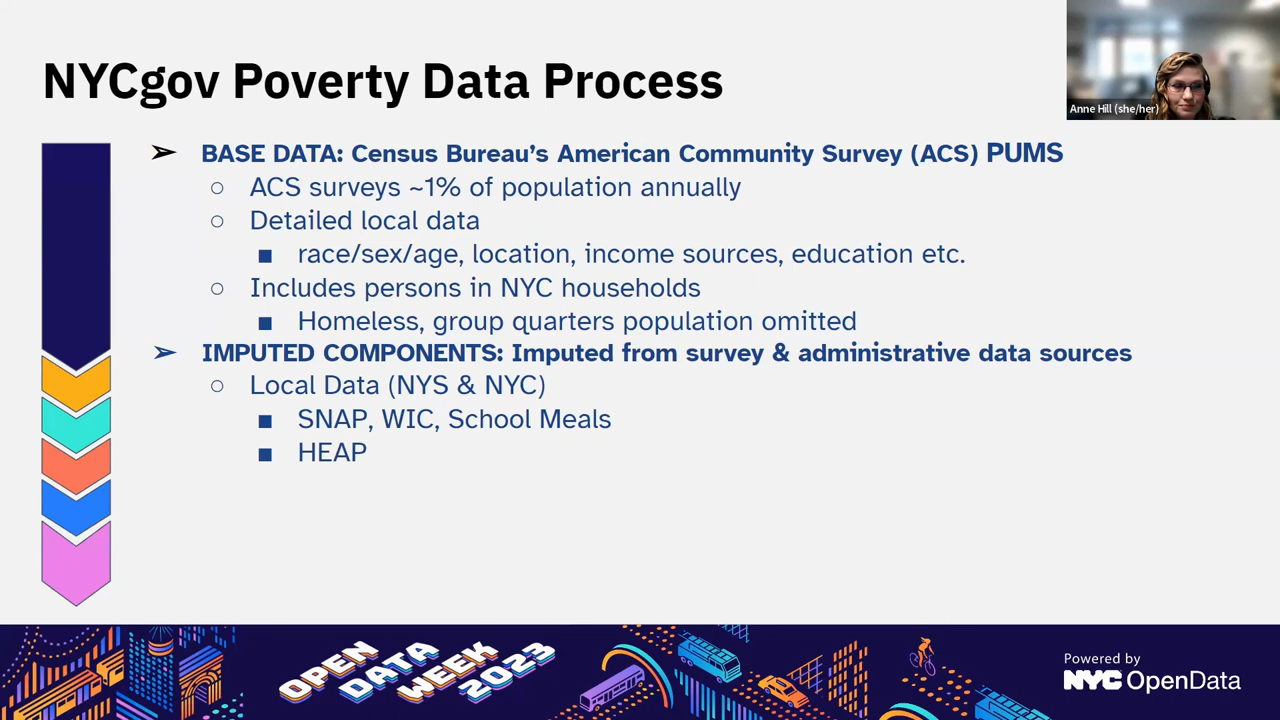 NYCgov Poverty Data Process
Anne Hill (she/her)
➢ BASE DATA: Census Bureau’s American Community Survey (ACS) PUMS
○ ACS surveys ~1% of population annually
○ Detailed local data
■ race/sex/age, location, income sources, education etc.
○ Includes persons in NYC households
■ Homeless, group quarters population omitted
➢ IMPUTED COMPONENTS: Imputed from survey & administrative data sources
○ Local Data (NYS & NYC)
■ SNAP, WIC, School Meals
■ HEAP
OPEN
DATA
WEEK
2023
Powered by
NYC OpenData